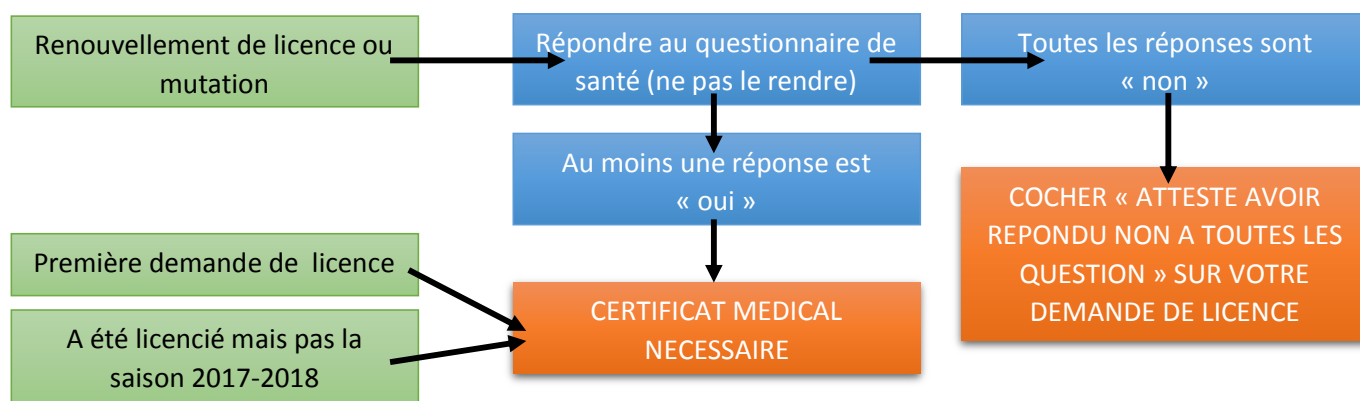 Renouvellement de licence ou
mutation
Répondre au questionnaire de
santé (ne pas le rendre)
Toutes les réponses sont
« non »
Au moins une réponse est
« oui »
COCHER « ATTESTE AVOIR
REPONDU NON A TOUTES LES
QUESTION » SUR VOTRE
DEMANDE DE LICENCE
Première demande de licence
A été licencié mais pas la
saison 2017-2018
CERTIFICAT MEDICAL
NECESSAIRE